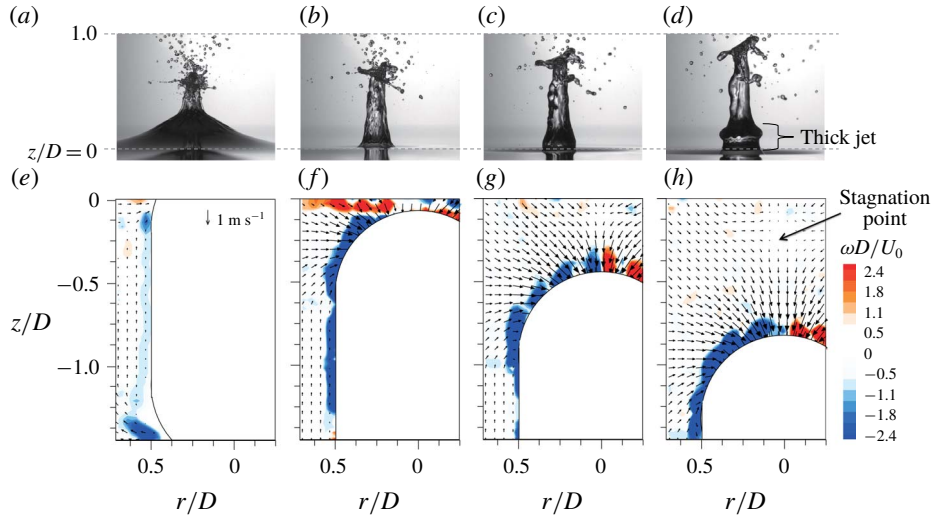 (a) (b) (c) (d)
1.0
z/D = 0
Thick jet
(e) (f) (g) (h)
0
−0.5
−1.0
z/D
1 m s⁻¹
Stagnation
point
ωD/U₀
2.4
1.8
1.1
0.5
0
−0.5
−1.1
−1.8
−2.4
0.5 0 0.5 0 0.5 0 0.5 0
r/D r/D r/D r/D